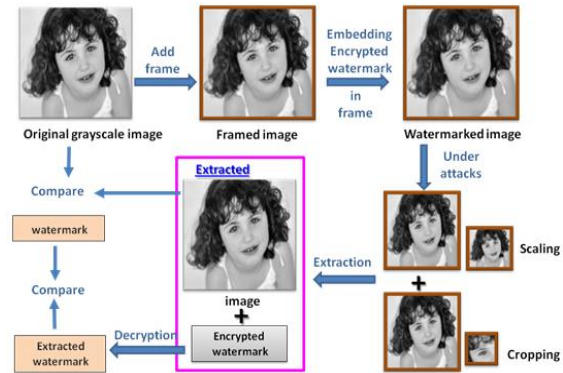 Add
frame
Embedding
Encrypted
watermark
in
frame
Original grayscale image
Framed image
Watermarked image
Under
attacks
Extracted
Compare
watermark
Scaling
Extraction
+
image
+
Compare
Decryption
Encrypted
watermark
Extracted
watermark
Cropping